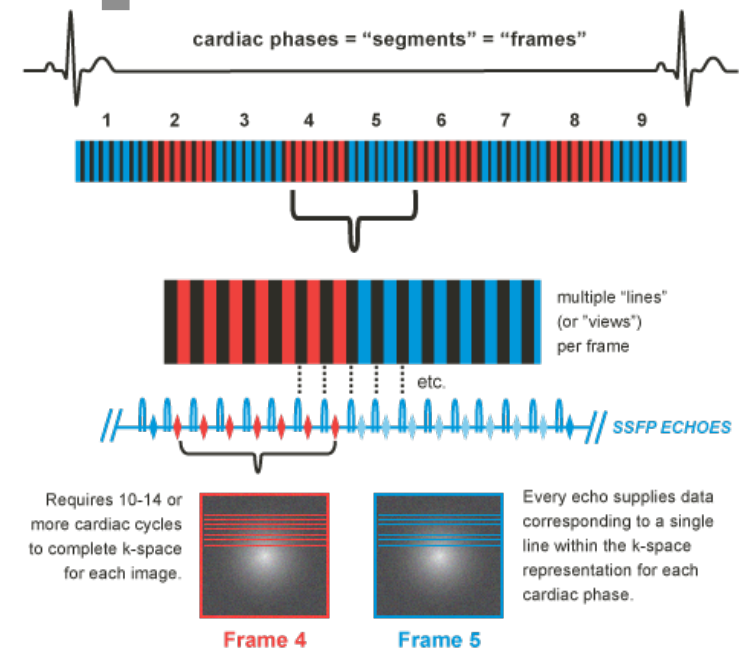 cardiac phases = “segments” = “frames”
1 2 3 4 5 6 7 8 9
multiple “lines”
(or ”views”)
per frame
etc.
SSFP ECHOES
Requires 10-14 or
more cardiac cycles
to complete k-space
for each image.
Every echo supplies data
corresponding to a single
line within the k-space
representation for each
cardiac phase.
Frame 4
Frame 5